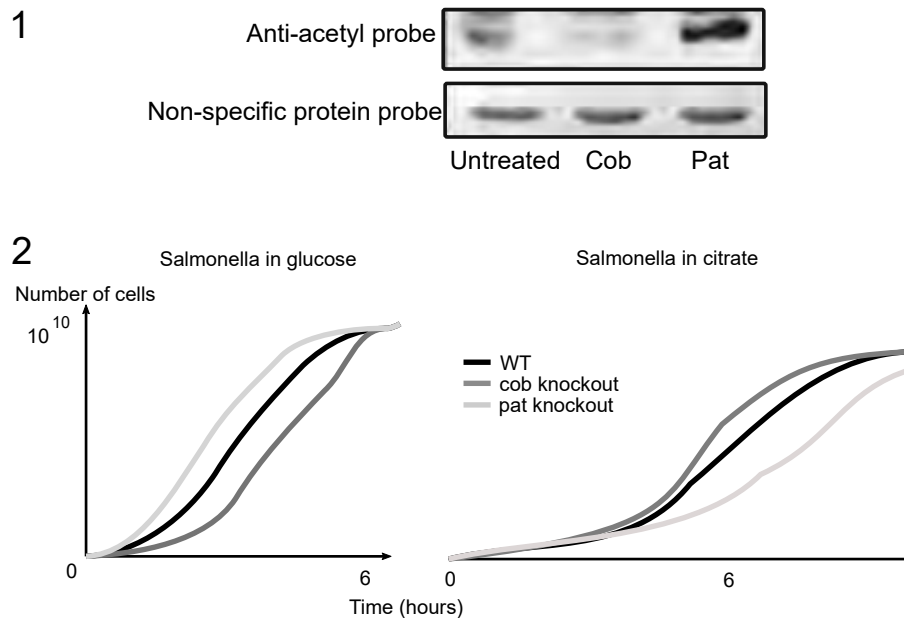 1
Anti-acetyl probe
Non-specific protein probe
Untreated Cob Pat
2
Salmonella in glucose
Salmonella in citrate
Number of cells
10 10
WT
cob knockout
pat knockout
0 6
0 6
Time (hours)